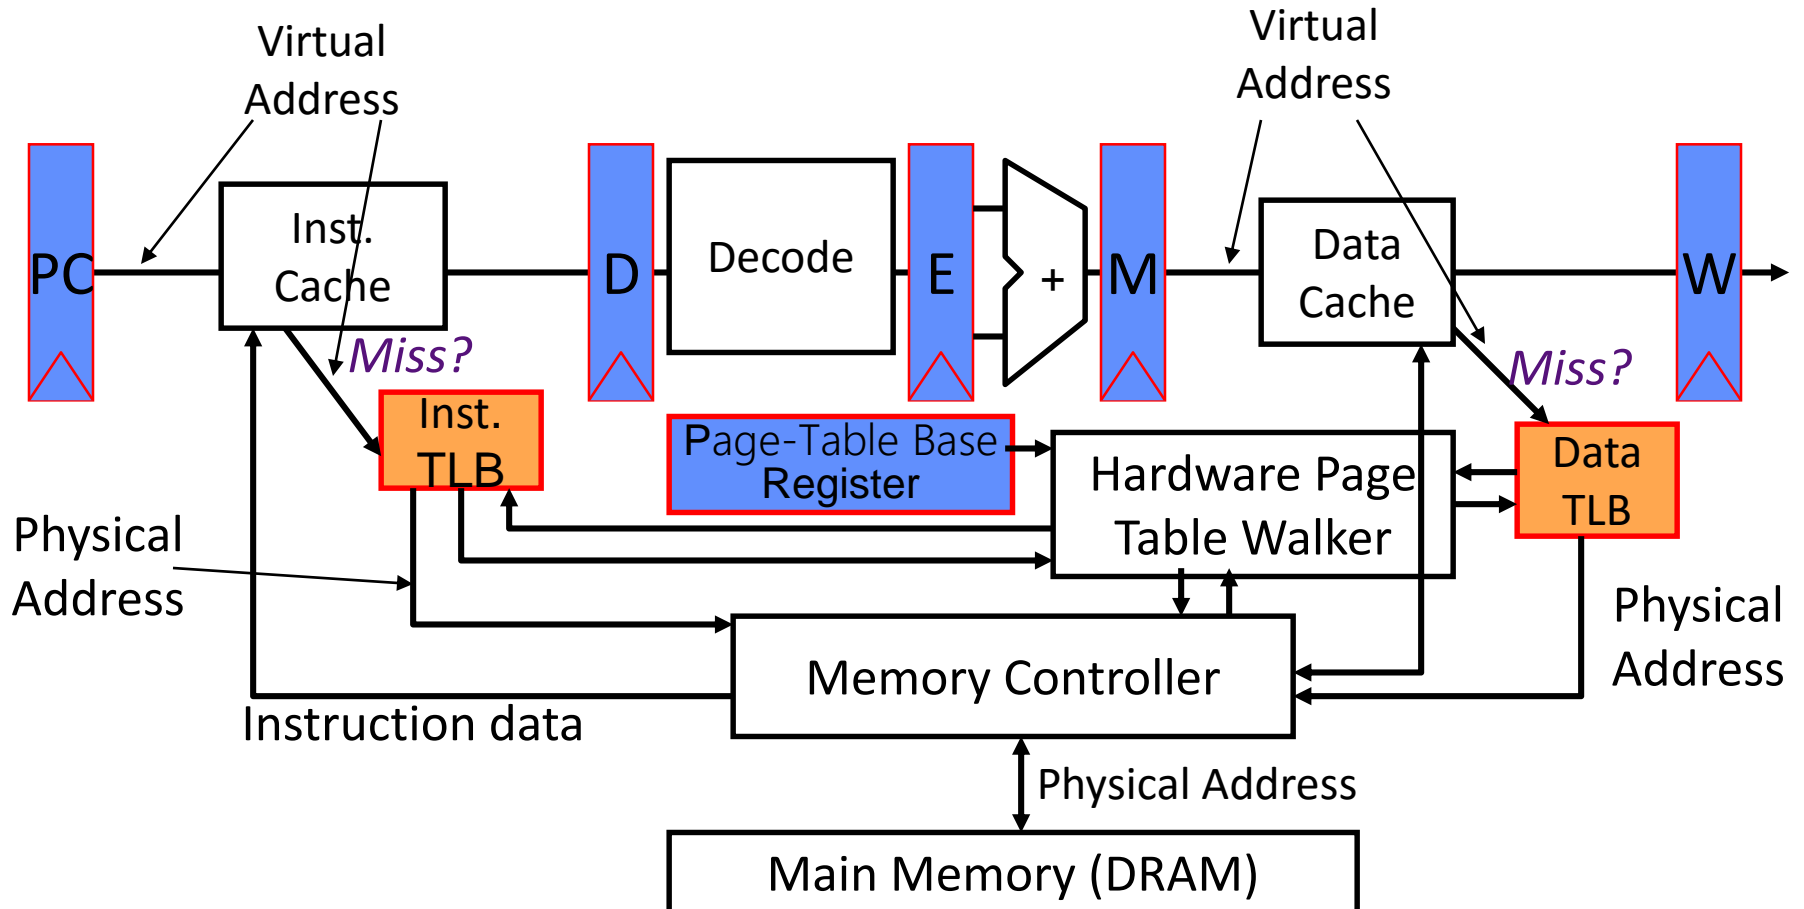 Virtual
Address
Virtual
Address
PC
Inst.
Cache
D
Decode
E
+
M
Data
Cache
W
Miss?
Miss?
Inst.
TLB
Page-Table Base
Register
Hardware Page
Table Walker
Data
TLB
Physical
Address
Physical
Address
Memory Controller
Instruction data
Physical Address
Main Memory (DRAM)